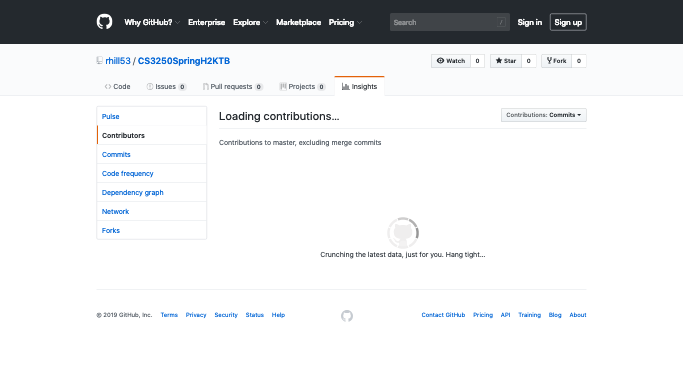 Why GitHub? Enterprise Explore Marketplace Pricing Search / Sign in Sign up
rhill53 / CS3250SpringH2KTB Watch 0 Star 0 Fork 0
Code Issues 0 Pull requests 0 Projects 0 Insights
Pulse
Contributors
Commits
Code frequency
Dependency graph
Network
Forks
Loading contributions… Contributions: Commits
Contributions to master, excluding merge commits
Crunching the latest data, just for you. Hang tight…
© 2019 GitHub, Inc. Terms Privacy Security Status Help Contact GitHub Pricing API Training Blog About